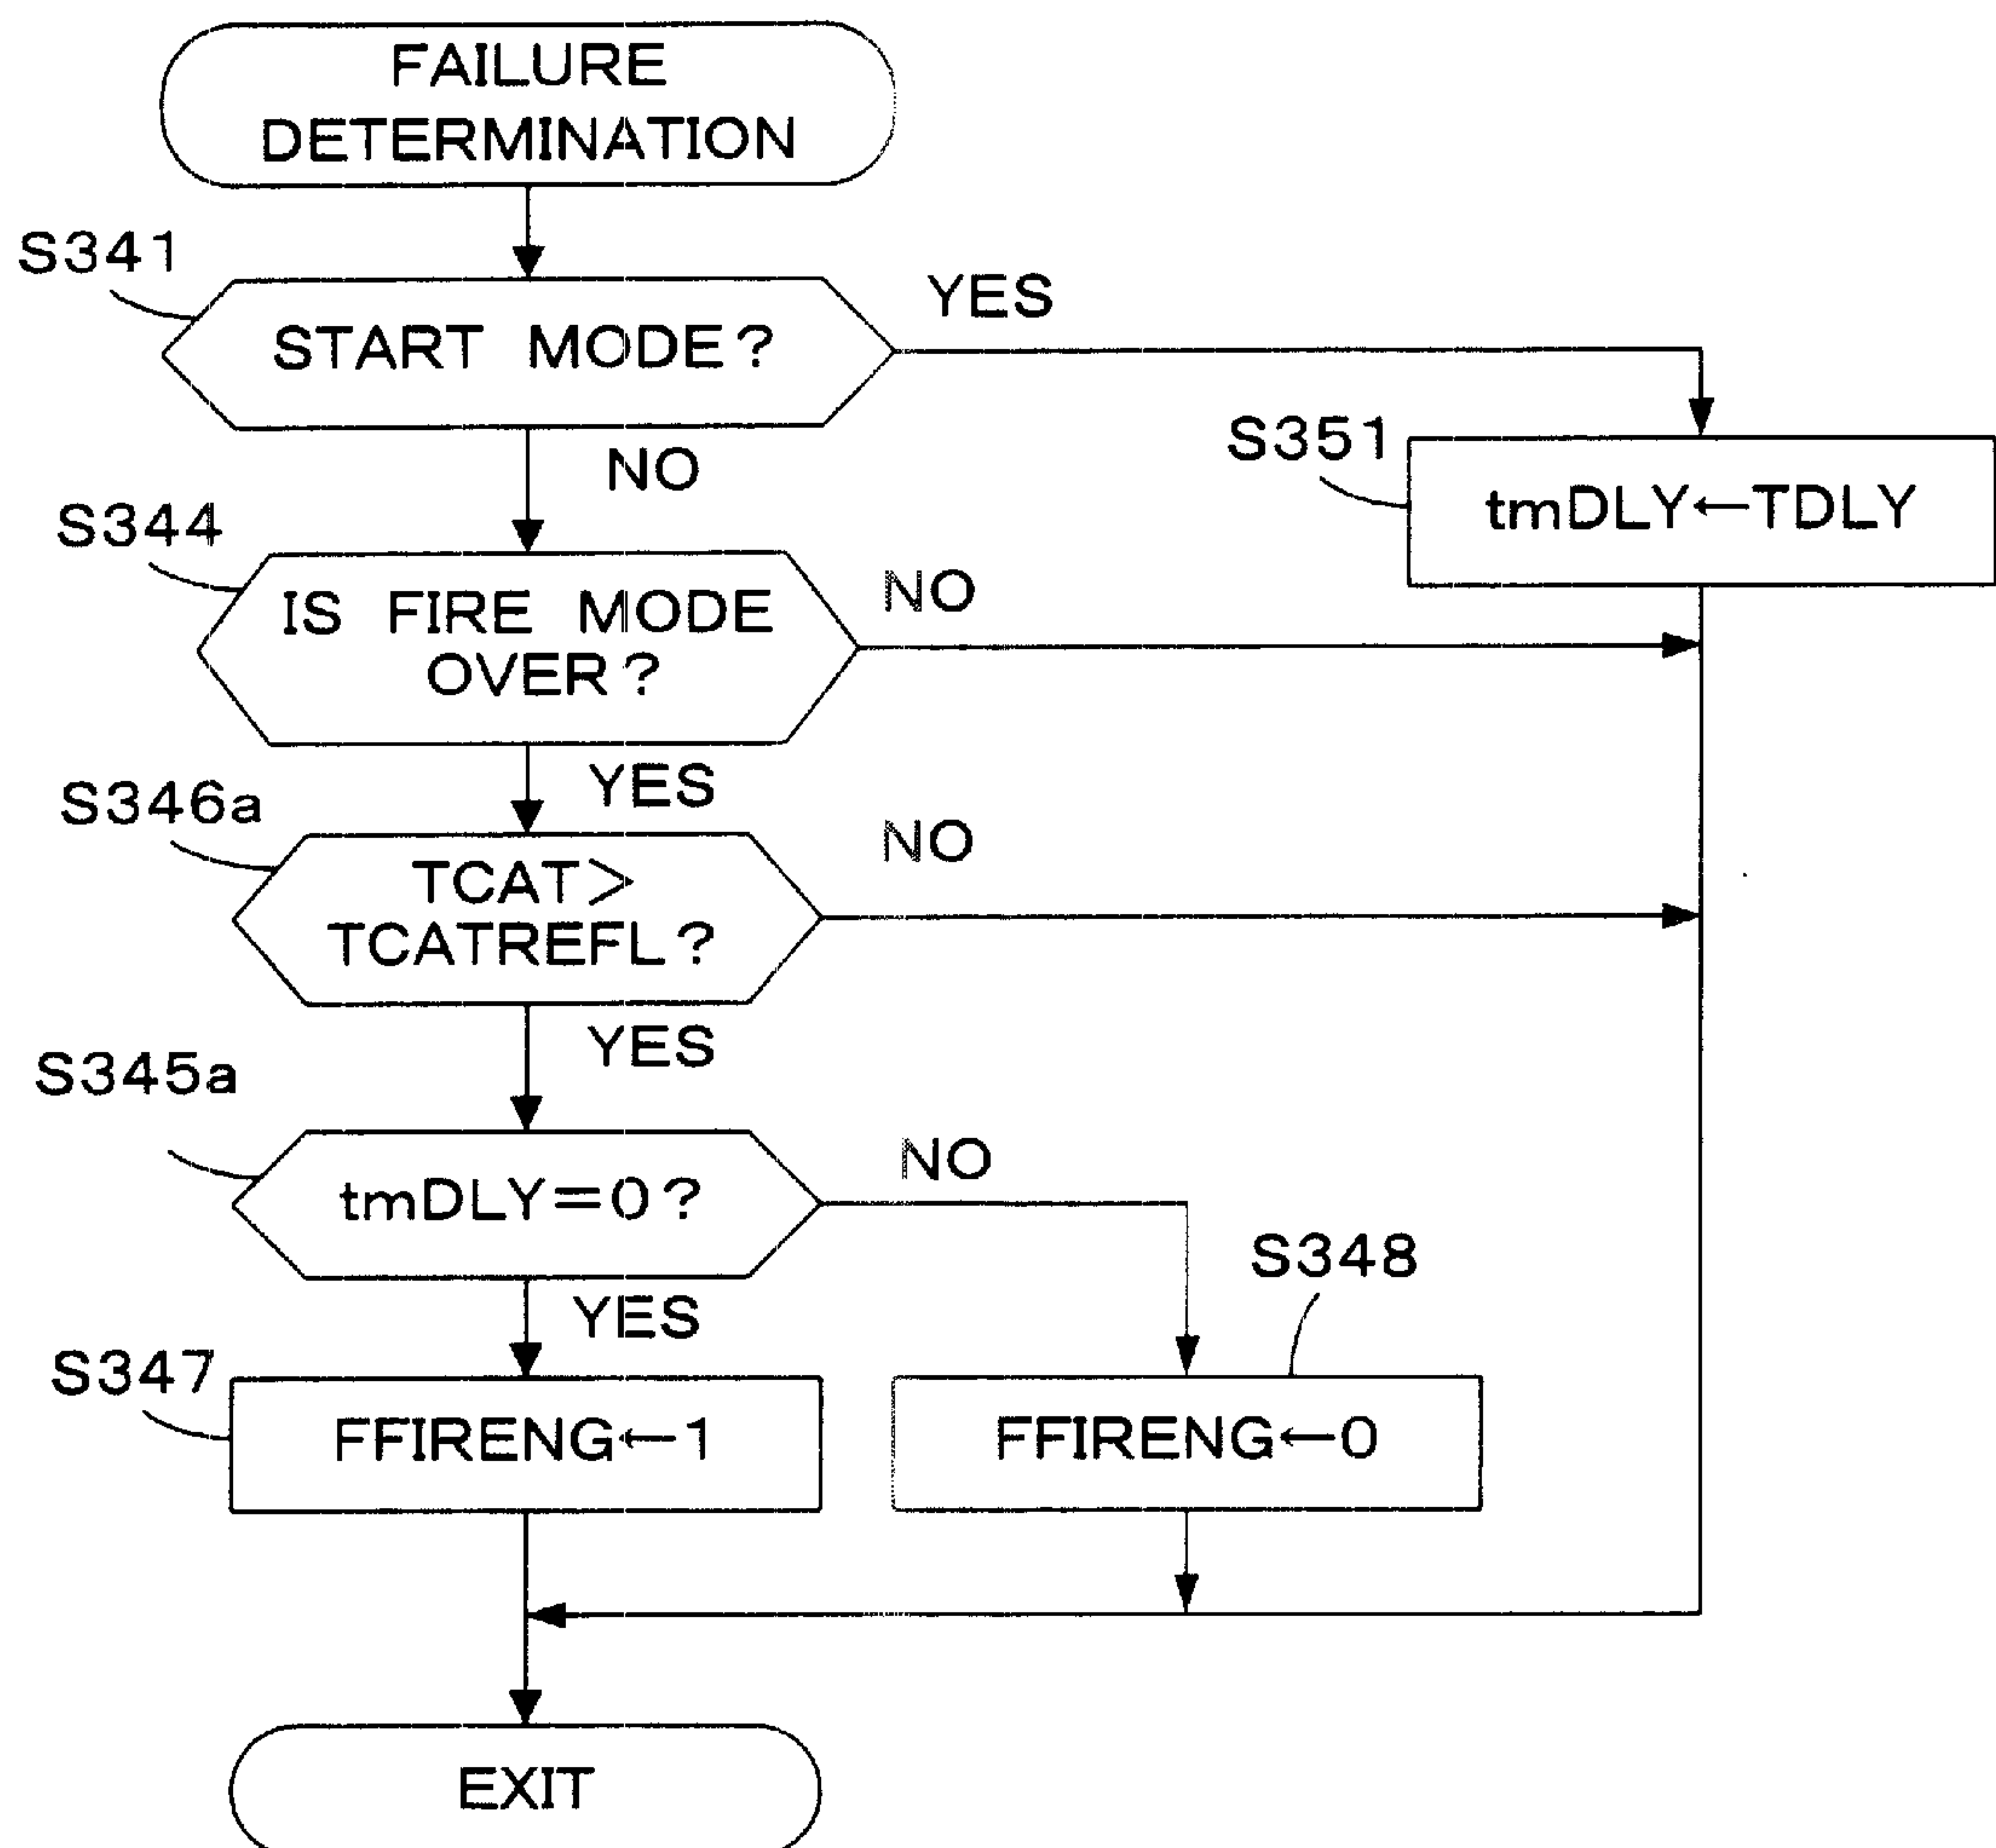 FAILURE
DETERMINATION
S341
START MODE?
YES
NO
S351
tmDLY←TDLY
S344
IS FIRE MODE
OVER?
NO
YES
S346a
TCAT>
TCATREFL?
NO
YES
S345a
tmDLY=0?
NO
YES
S348
S347
FFIRENG←1
FFIRENG←0
EXIT